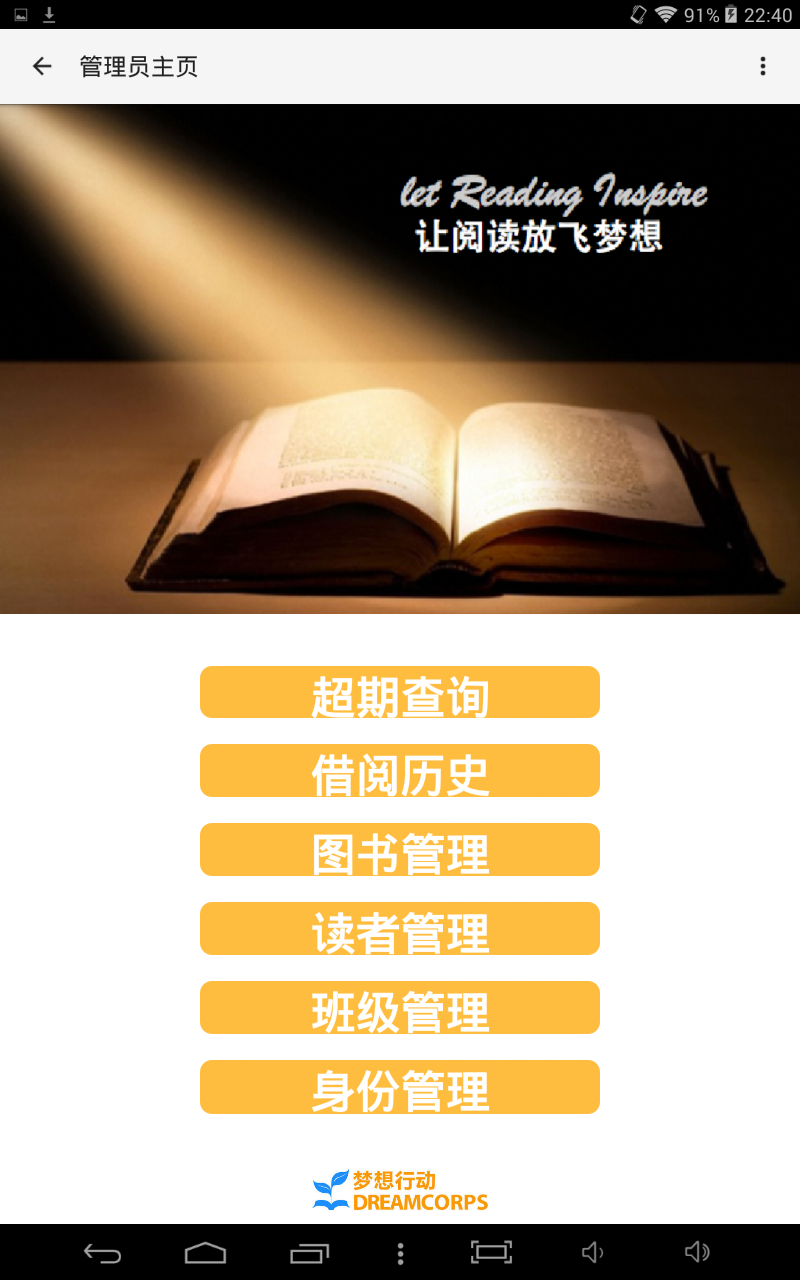 91% 22:40
管理员主页
let Reading Inspire
让阅读放飞梦想
超期查询
借阅历史
图书管理
读者管理
班级管理
身份管理
梦想行动
DREAMCORPS